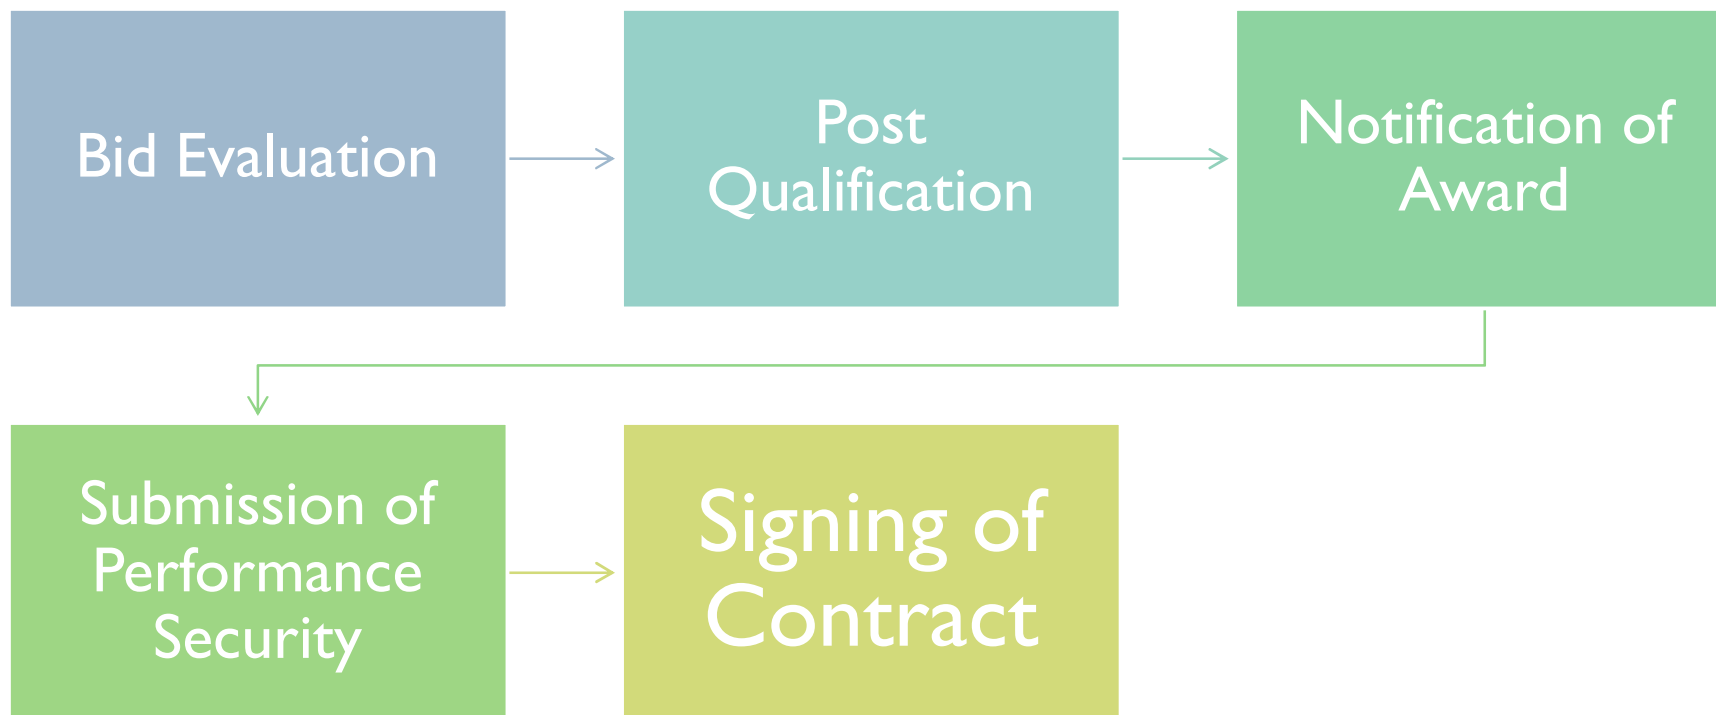 Bid Evaluation
Post
Qualification
Notification of
Award
Submission of
Performance
Security
Signing of
Contract